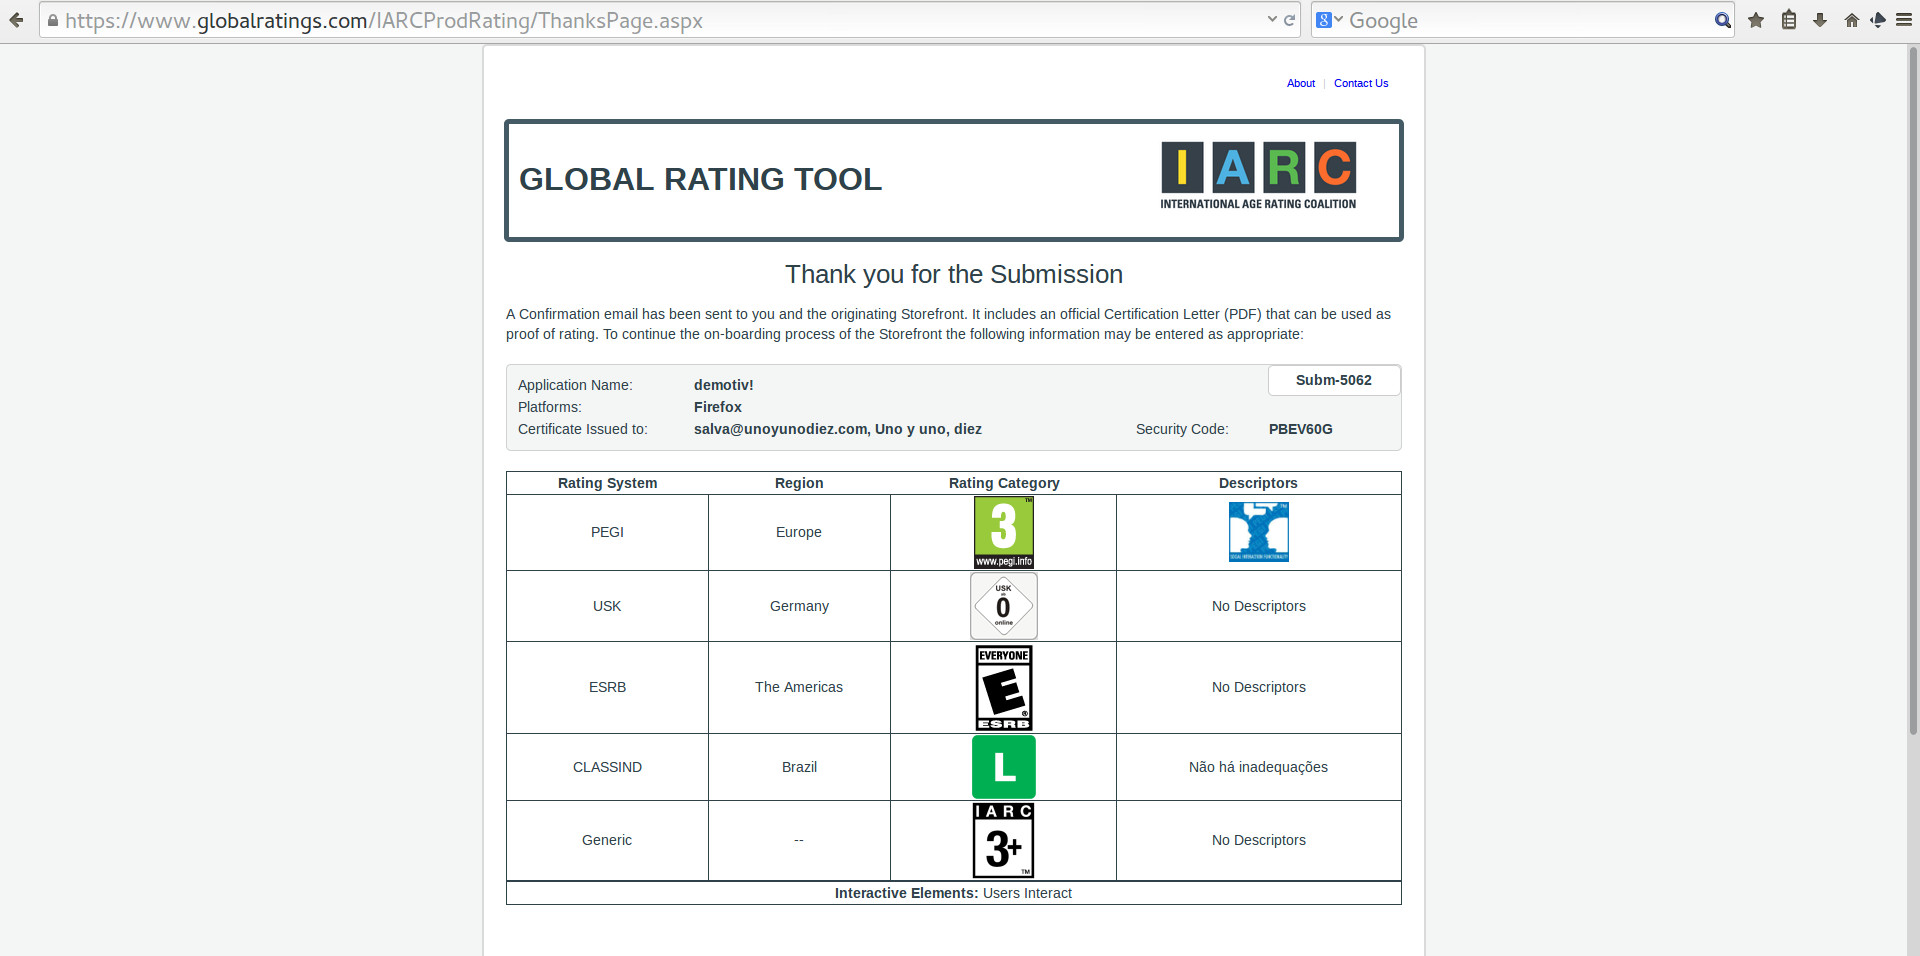 https://www.globalratings.com/IARCProdRating/ThanksPage.aspx
8 Google
About | Contact Us
GLOBAL RATING TOOL
I A R C
INTERNATIONAL AGE RATING COALITION
Thank you for the Submission
A Confirmation email has been sent to you and the originating Storefront. It includes an official Certification Letter (PDF) that can be used as
proof of rating. To continue the on-boarding process of the Storefront the following information may be entered as appropriate:
Subm-5062
Application Name: demotiv!
Platforms: Firefox
Certificate Issued to: salva@unoyunodiez.com, Uno y uno, diez Security Code: PBEV60G
Rating System Region Rating Category Descriptors
PEGI Europe 3 ™ www.pegi.info
SOCIAL INTERACTION FUNCTIONALITY
USK Germany USK ab 0 online No Descriptors
ESRB The Americas EVERYONE E ® ESRB No Descriptors
CLASSIND Brazil L Não há inadequações
Generic -- IARC 3+ ™ No Descriptors
Interactive Elements: Users Interact